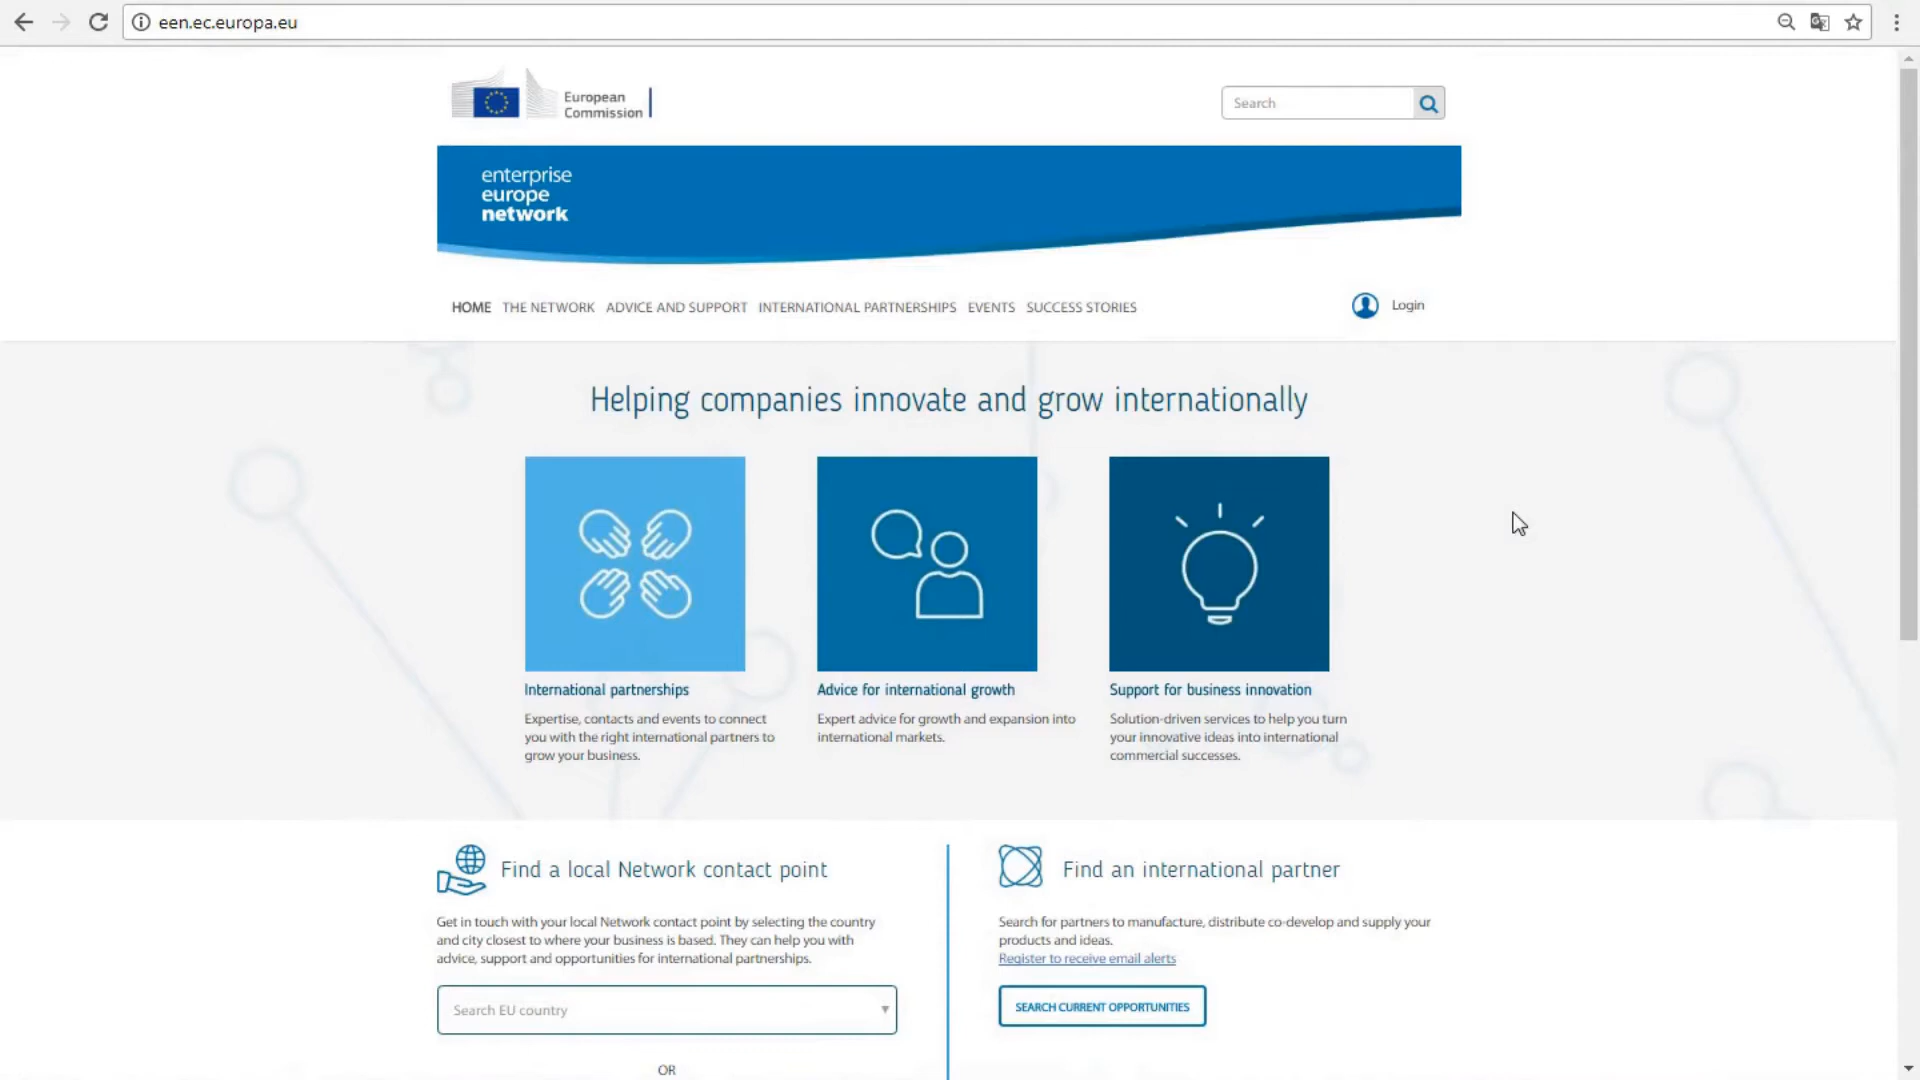 een.ec.europa.eu
European
Commission
Search
enterprise
europe
network
HOME THE NETWORK ADVICE AND SUPPORT INTERNATIONAL PARTNERSHIPS EVENTS SUCCESS STORIES
Login
Helping companies innovate and grow internationally
International partnerships
Expertise, contacts and events to connect
you with the right international partners to
grow your business.
Advice for international growth
Expert advice for growth and expansion into
international markets.
Support for business innovation
Solution-driven services to help you turn
your innovative ideas into international
commercial successes.
Find a local Network contact point
Get in touch with your local Network contact point by selecting the country
and city closest to where your business is based. They can help you with
advice, support and opportunities for international partnerships.
Search EU country
OR
Find an international partner
Search for partners to manufacture, distribute co-develop and supply your
products and ideas.
Register to receive email alerts
SEARCH CURRENT OPPORTUNITIES